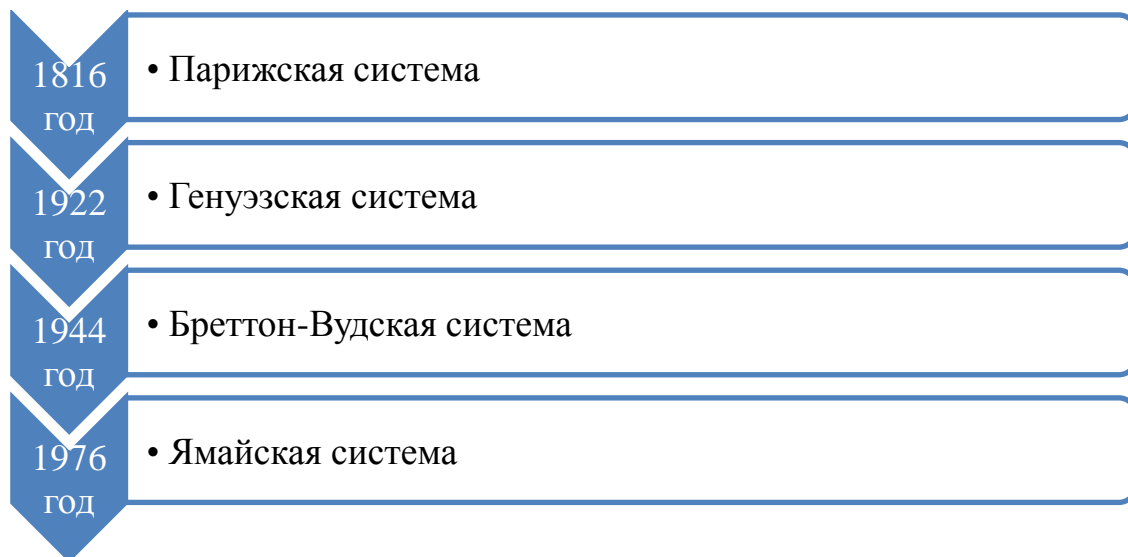 1816
год
• Парижская система
1922
год
• Генуэзская система
1944
год
• Бреттон-Вудская система
1976
год
• Ямайская система